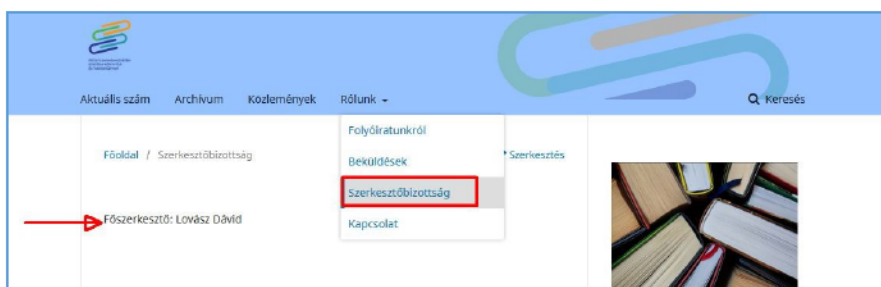 Aktuális szám Archívum Közlemények Rólunk
Keresés
Folyóiratunkról
Főoldal / Szerkesztőbizottság
Szerkesztés
Beküldések
Szerkesztőbizottság
Főszerkesztő: Lovász Dávid
Kapcsolat